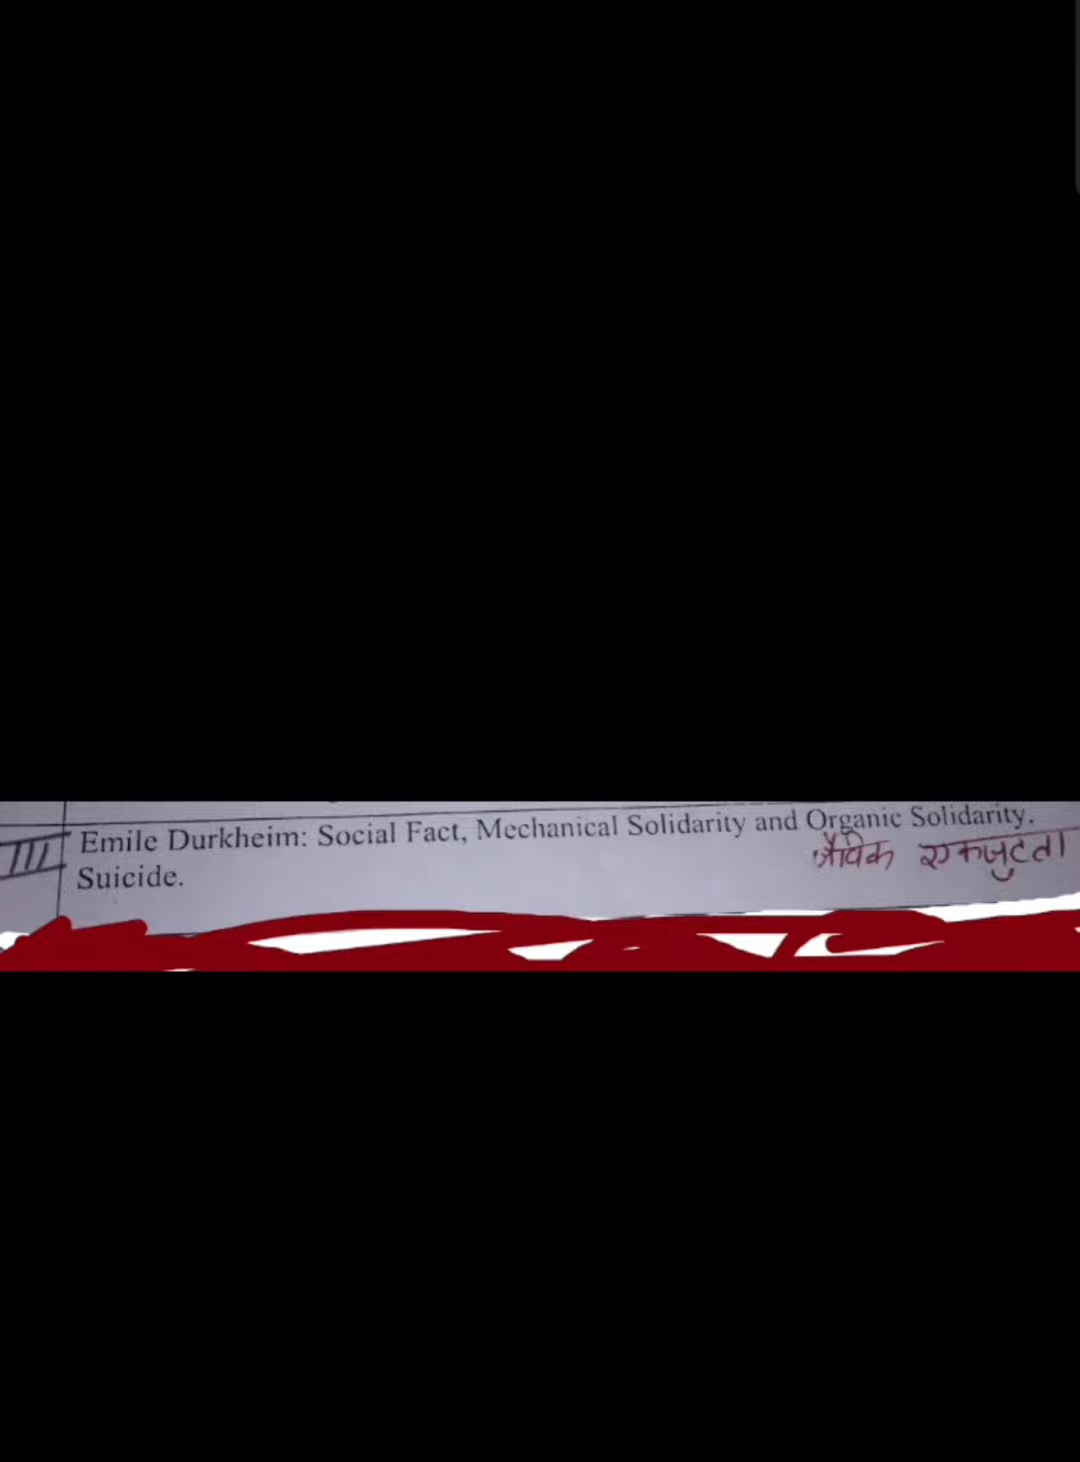 III Emile Durkheim: Social Fact, Mechanical Solidarity and Organic Solidarity.
जैविक एकजुटता
Suicide.